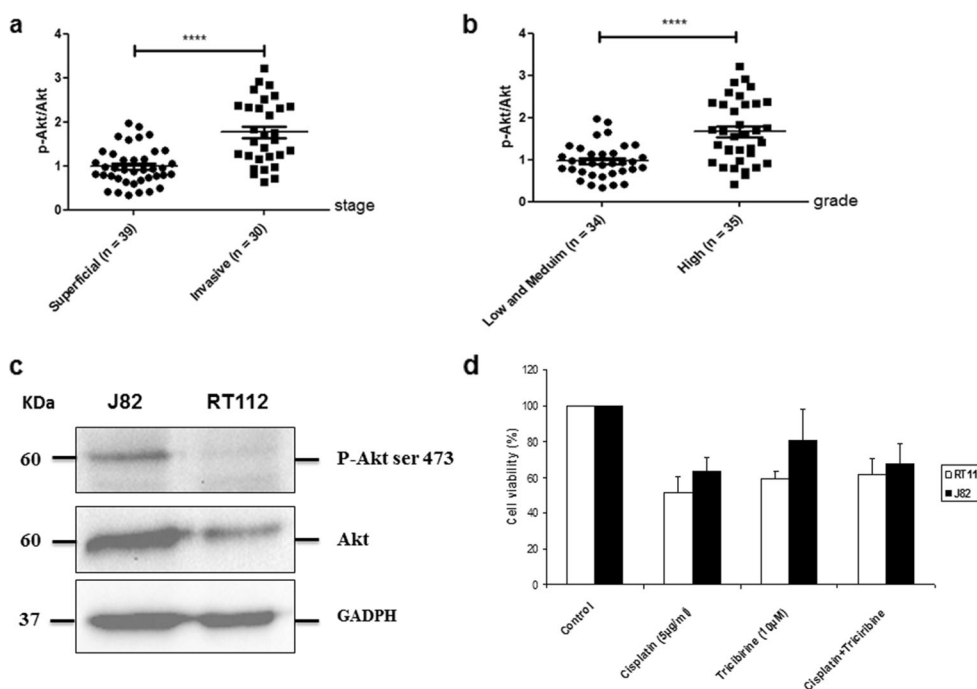 a
****
p-Akt/Akt
4
3
2
1
0
stage
Superficial (n = 39)
Invasive (n = 30)
b
****
p-Akt/Akt
4
3
2
1
0
grade
Low and Meduim (n = 34)
High (n = 35)
c
KDa
J82 RT112
60 P-Akt ser 473
60 Akt
37 GADPH
d
Cell viability (%)
120
100
80
60
40
20
0
Control
Cisplatin (5µg/ml)
Tricibirine (10µM)
Cisplatin+Triciribine
RT11
J82